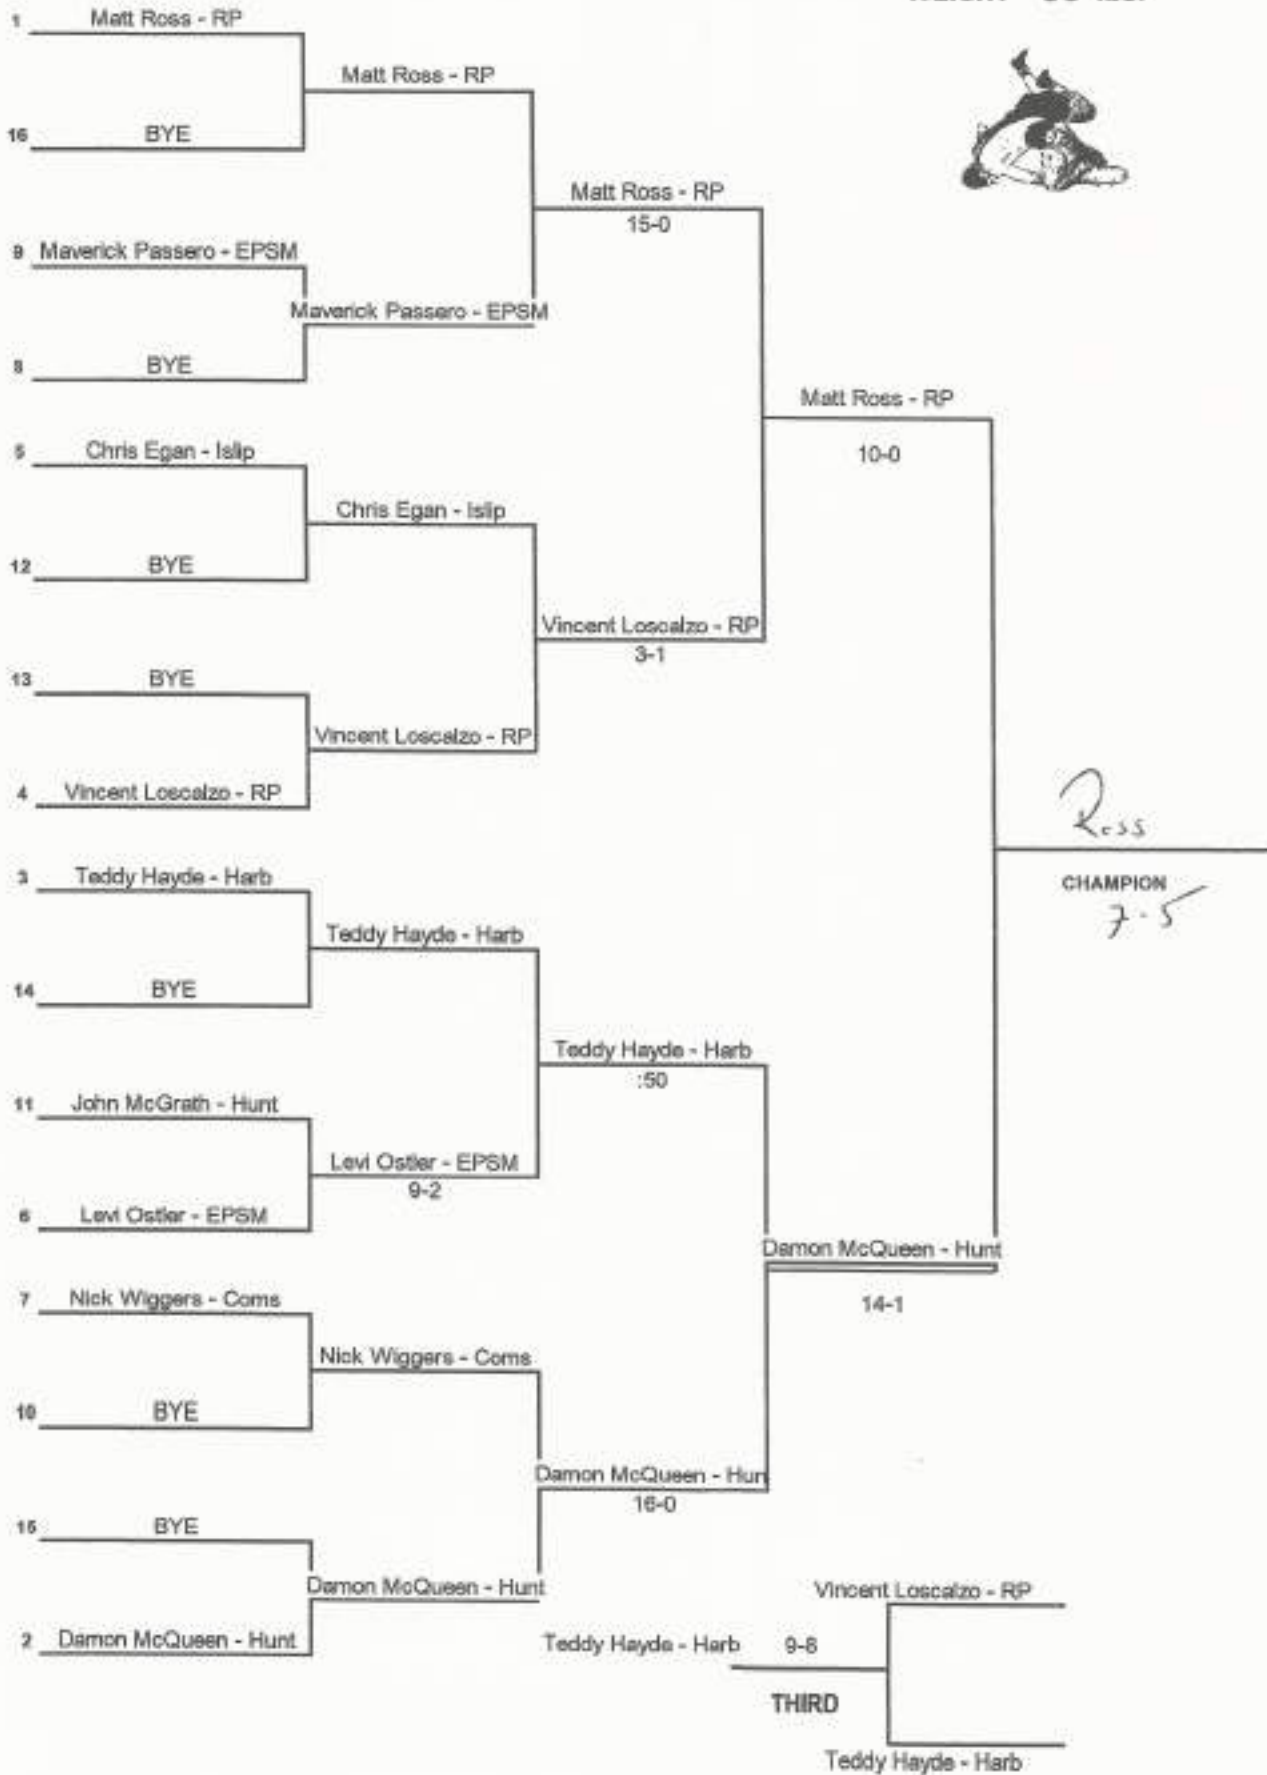 1 Matt Ross - RP
Matt Ross - RP
16 BYE
Matt Ross - RP
15-0
9 Maverick Passero - EPSM
Maverick Passero - EPSM
8 BYE
Matt Ross - RP
10-0
5 Chris Egan - Islip
Chris Egan - Islip
12 BYE
Vincent Loscalzo - RP
3-1
13 BYE
Vincent Loscalzo - RP
4 Vincent Loscalzo - RP
Ross
CHAMPION
7-5
3 Teddy Hayde - Harb
Teddy Hayde - Harb
14 BYE
Teddy Hayde - Harb
:50
11 John McGrath - Hunt
Levi Ostler - EPSM
9-2
6 Levi Ostler - EPSM
Damon McQueen - Hunt
14-1
7 Nick Wiggers - Coms
Nick Wiggers - Coms
10 BYE
Damon McQueen - Hun
16-0
15 BYE
Damon McQueen - Hunt
2 Damon McQueen - Hunt
Vincent Loscalzo - RP
Teddy Hayde - Harb 9-8
THIRD
Teddy Hayde - Harb